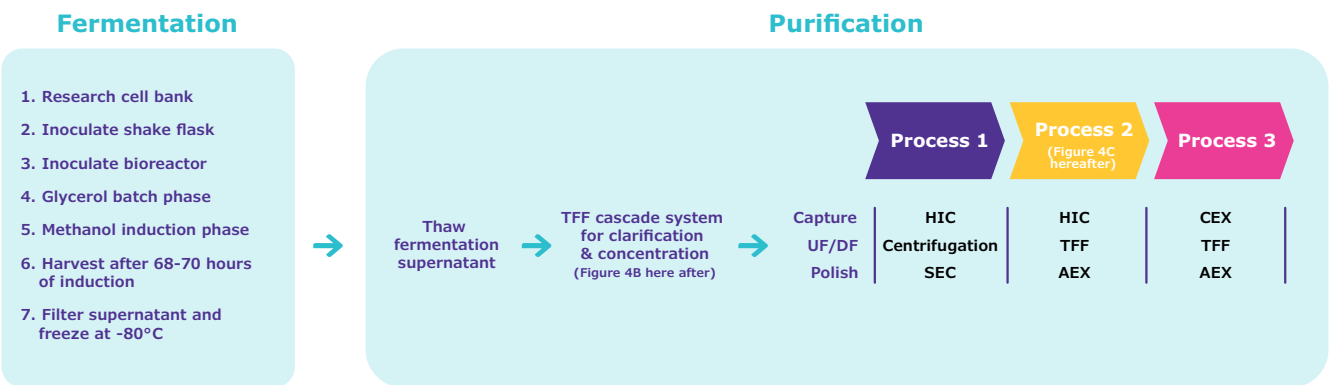 Fermentation
1. Research cell bank
2. Inoculate shake flask
3. Inoculate bioreactor
4. Glycerol batch phase
5. Methanol induction phase
6. Harvest after 68-70 hours
of induction
7. Filter supernatant and
freeze at -80°C
Purification
Thaw
fermentation
supernatant
TFF cascade system
for clarification
& concentration
(Figure 4B here after)
Process 1
Process 2
(Figure 4C
hereafter)
Process 3
Capture HIC HIC CEX
UF/DF Centrifugation TFF TFF
Polish SEC AEX AEX